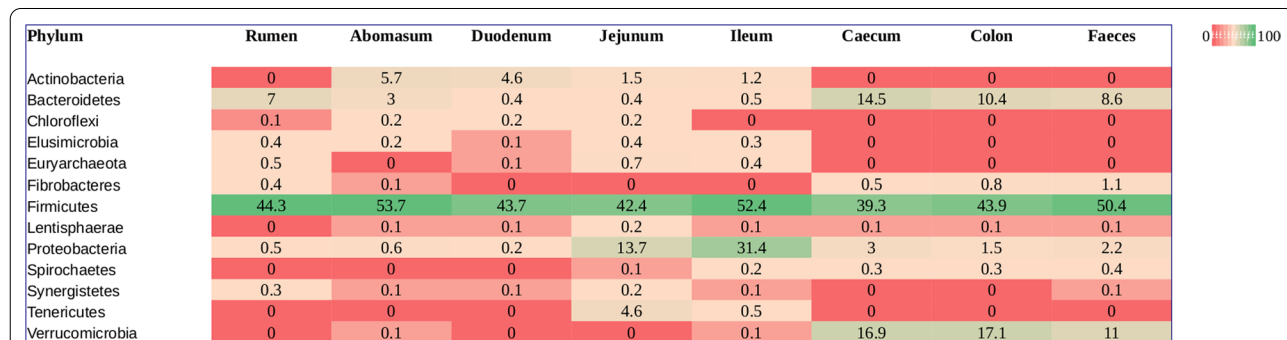 Phylum Rumen Abomasum Duodenum Jejunum Ileum Caecum Colon Faeces 0 100
Actinobacteria 0 5.7 4.6 1.5 1.2 0 0 0
Bacteroidetes 7 3 0.4 0.4 0.5 14.5 10.4 8.6
Chloroflexi 0.1 0.2 0.2 0.2 0 0 0 0
Elusimicrobia 0.4 0.2 0.1 0.4 0.3 0 0 0
Euryarchaeota 0.5 0 0.1 0.7 0.4 0 0 0
Fibrobacteres 0.4 0.1 0 0 0 0.5 0.8 1.1
Firmicutes 44.3 53.7 43.7 42.4 52.4 39.3 43.9 50.4
Lentisphaerae 0 0.1 0.1 0.2 0.1 0.1 0.1 0.1
Proteobacteria 0.5 0.6 0.2 13.7 31.4 3 1.5 2.2
Spirochaetes 0 0 0 0.1 0.2 0.3 0.3 0.4
Synergistetes 0.3 0.1 0.1 0.2 0.1 0 0 0.1
Tenericutes 0 0 0 4.6 0.5 0 0 0
Verrucomicrobia 0 0.1 0 0 0.1 16.9 17.1 11